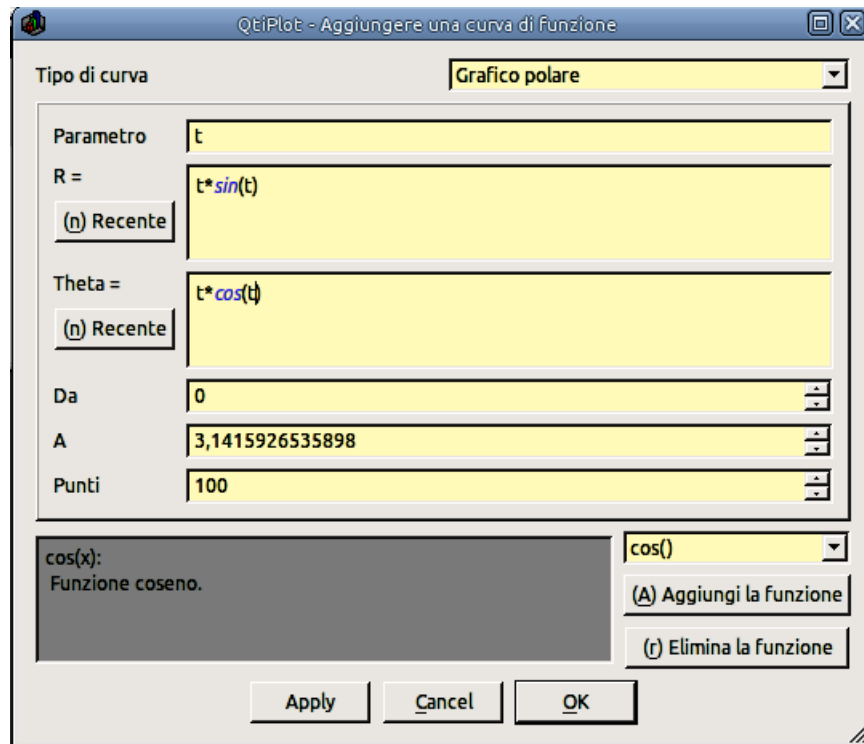 QtiPlot - Aggiungere una curva di funzione
Tipo di curva
Grafico polare
Parametro
t
R =
t*sin(t)
(n) Recente
Theta =
t*cos(t)
(n) Recente
Da
0
A
3,1415926535898
Punti
100
cos(x):
Funzione coseno.
cos()
(A) Aggiungi la funzione
(r) Elimina la funzione
Apply
Cancel
OK